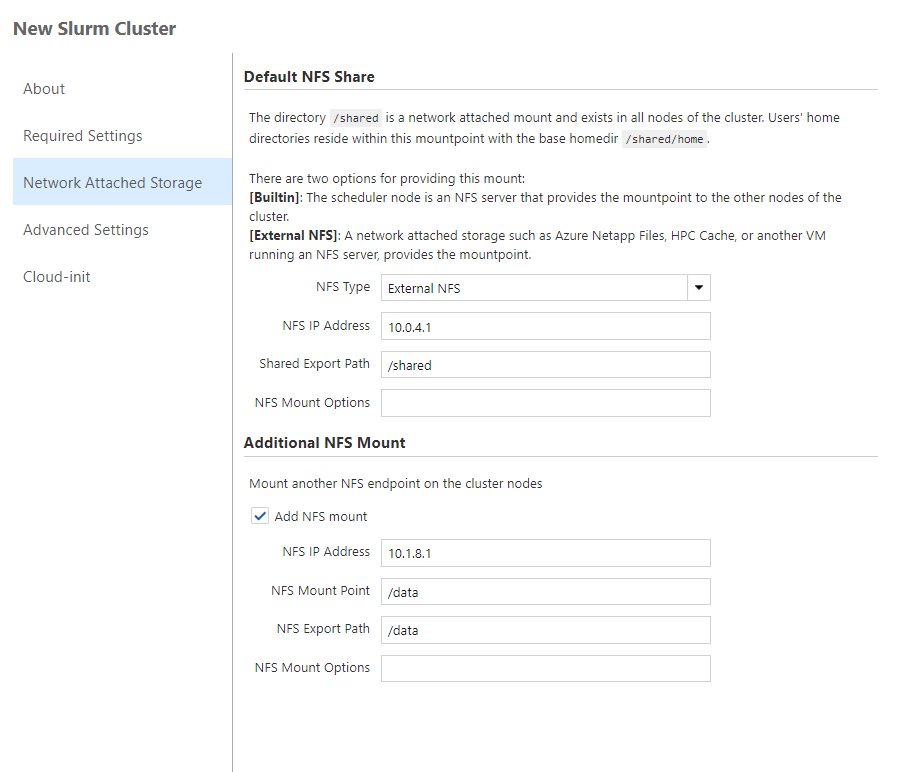 New Slurm Cluster
About
Required Settings
Network Attached Storage
Advanced Settings
Cloud-init
Default NFS Share
The directory /shared is a network attached mount and exists in all nodes of the cluster. Users' home
directories reside within this mountpoint with the base homedir /shared/home.
There are two options for providing this mount:
[Builtin]: The scheduler node is an NFS server that provides the mountpoint to the other nodes of the
cluster.
[External NFS]: A network attached storage such as Azure Netapp Files, HPC Cache, or another VM
running an NFS server, provides the mountpoint.
NFS Type External NFS
NFS IP Address 10.0.4.1
Shared Export Path /shared
NFS Mount Options
Additional NFS Mount
Mount another NFS endpoint on the cluster nodes
Add NFS mount
NFS IP Address 10.1.8.1
NFS Mount Point /data
NFS Export Path /data
NFS Mount Options